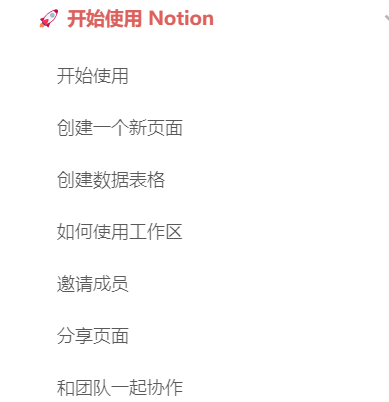 🚀 开始使用 Notion
开始使用
创建一个新页面
创建数据表格
如何使用工作区
邀请成员
分享页面
和团队一起协作